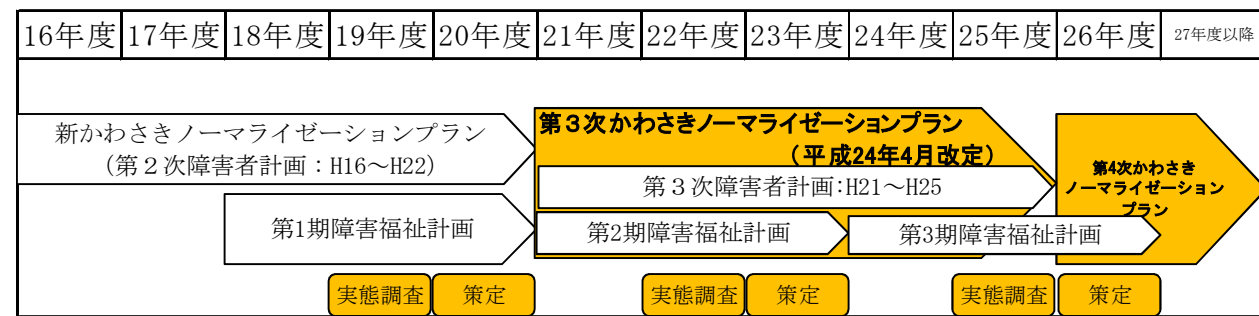 16年度 17年度 18年度 19年度 20年度 21年度 22年度 23年度 24年度 25年度 26年度 27年度以降
新かわさきノーマライゼーションプラン
(第２次障害者計画：H16～H22)
第３次かわさきノーマライゼーションプラン
（平成24年4月改定）
第３次障害者計画:H21～H25
第4次かわさき
ノーマライゼーション
プラン
第1期障害福祉計画
第2期障害福祉計画
第3期障害福祉計画
実態調査 策定 実態調査 策定 実態調査 策定